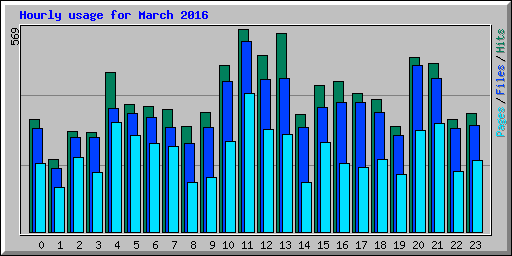 Hourly usage for March 2016
569
Pages / Files / Hits
0 1 2 3 4 5 6 7 8 9 10 11 12 13 14 15 16 17 18 19 20 21 22 23